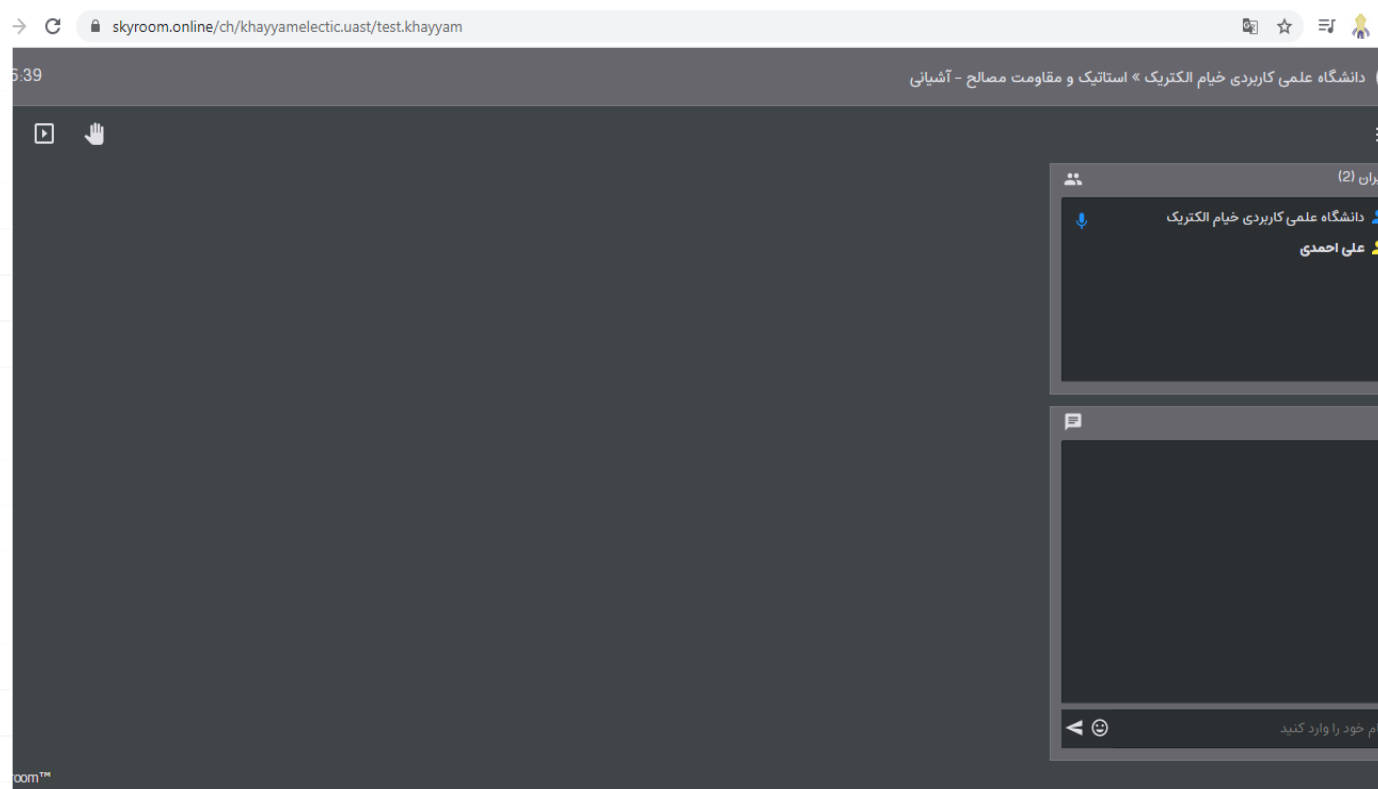 skyroom.online/ch/khayyamelectic.uast/test.khayyam
:39
دانشگاه علمی کاربردی خیام الکتریک » استاتیک و مقاومت مصالح - آشیانی
(2)
دانشگاه علمی کاربردی خیام الکتریک
علی احمدی
خود را وارد کنید
room™